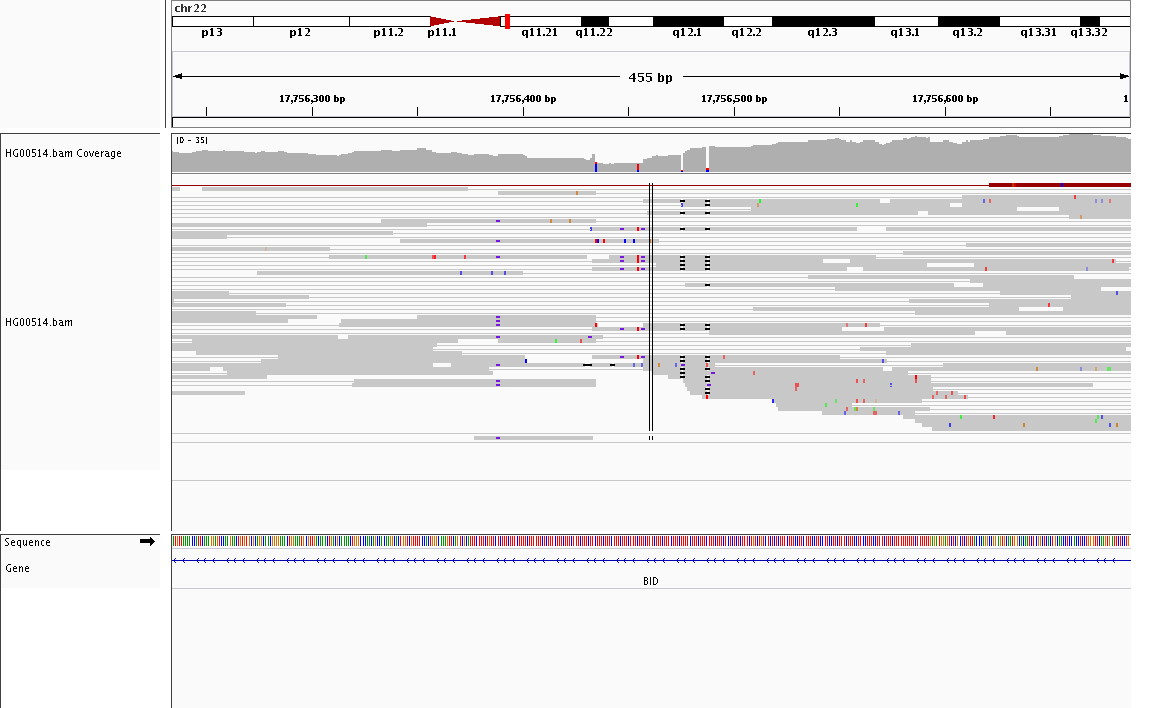 chr22
p13 p12 p11.2 p11.1 q11.21 q11.22 q12.1 q12.2 q12.3 q13.1 q13.2 q13.31 q13.32
455 bp
17,756,300 bp 17,756,400 bp 17,756,500 bp 17,756,600 bp 1
HG00514.bam Coverage
[0 - 35]
HG00514.bam
Sequence
Gene
BID